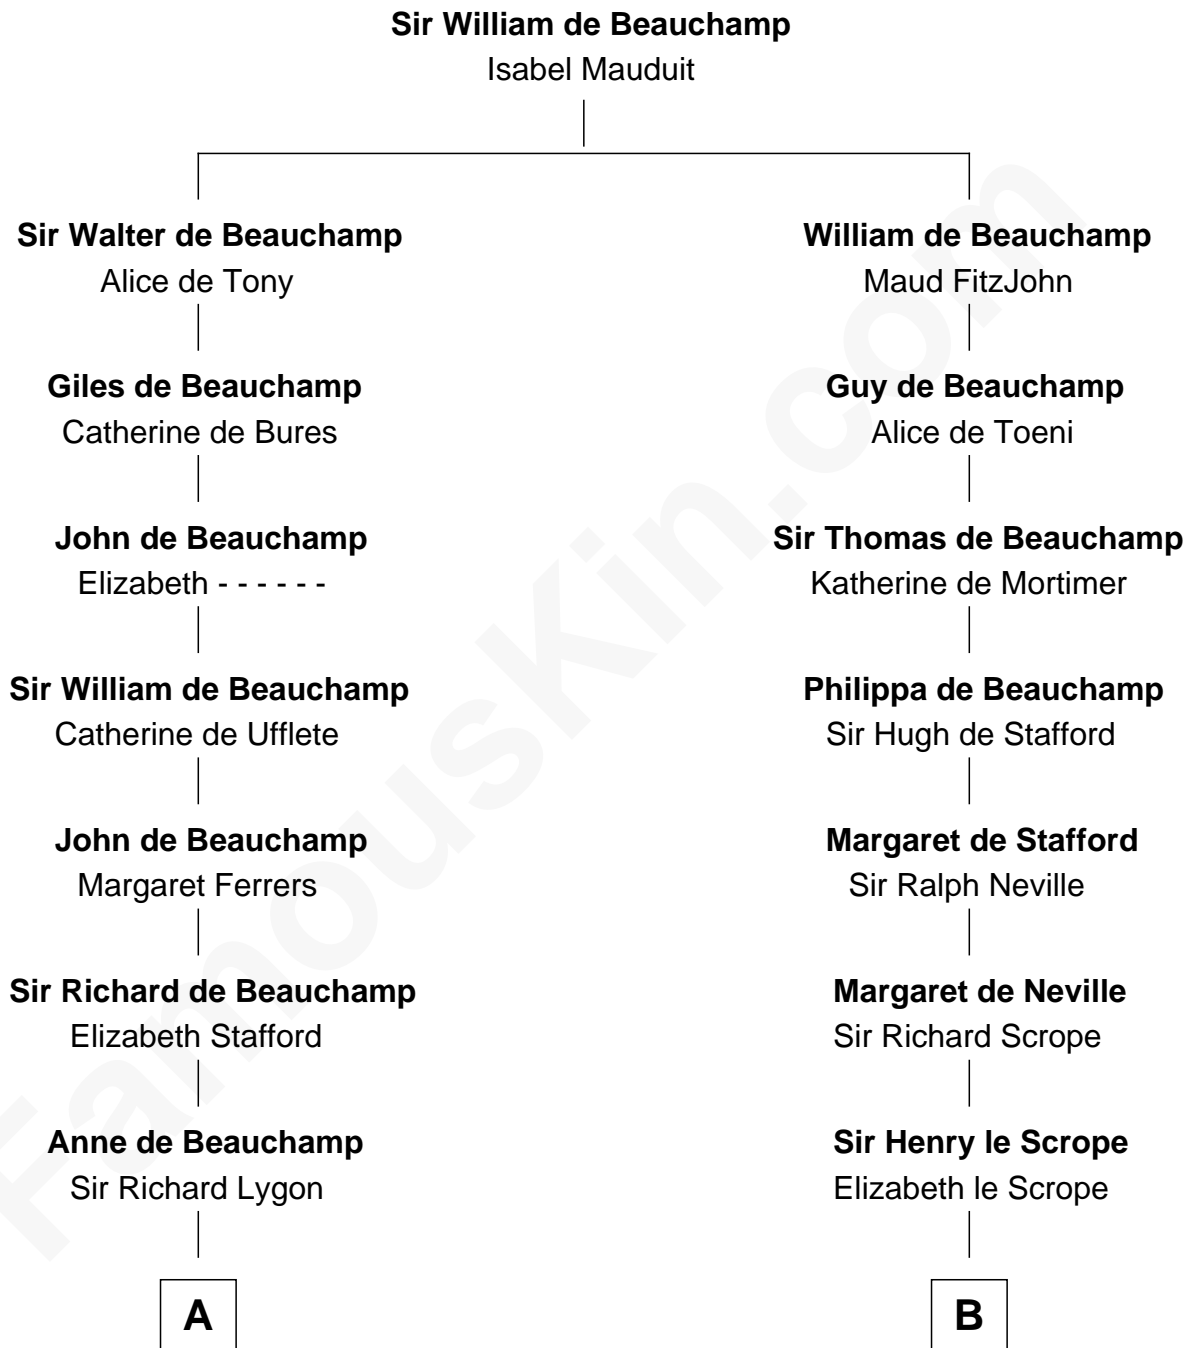 Sir William de Beauchamp
Isabel Mauduit
Sir Walter de Beauchamp
Alice de Tony
William de Beauchamp
Maud FitzJohn
Giles de Beauchamp
Catherine de Bures
Guy de Beauchamp
Alice de Toeni
John de Beauchamp
Elizabeth - - - - - -
Sir Thomas de Beauchamp
Katherine de Mortimer
Sir William de Beauchamp
Catherine de Ufflete
Philippa de Beauchamp
Sir Hugh de Stafford
John de Beauchamp
Margaret Ferrers
Margaret de Stafford
Sir Ralph Neville
Sir Richard de Beauchamp
Elizabeth Stafford
Margaret de Neville
Sir Richard Scrope
Anne de Beauchamp
Sir Richard Lygon
Sir Henry le Scrope
Elizabeth le Scrope
A
B
FamousKin.com